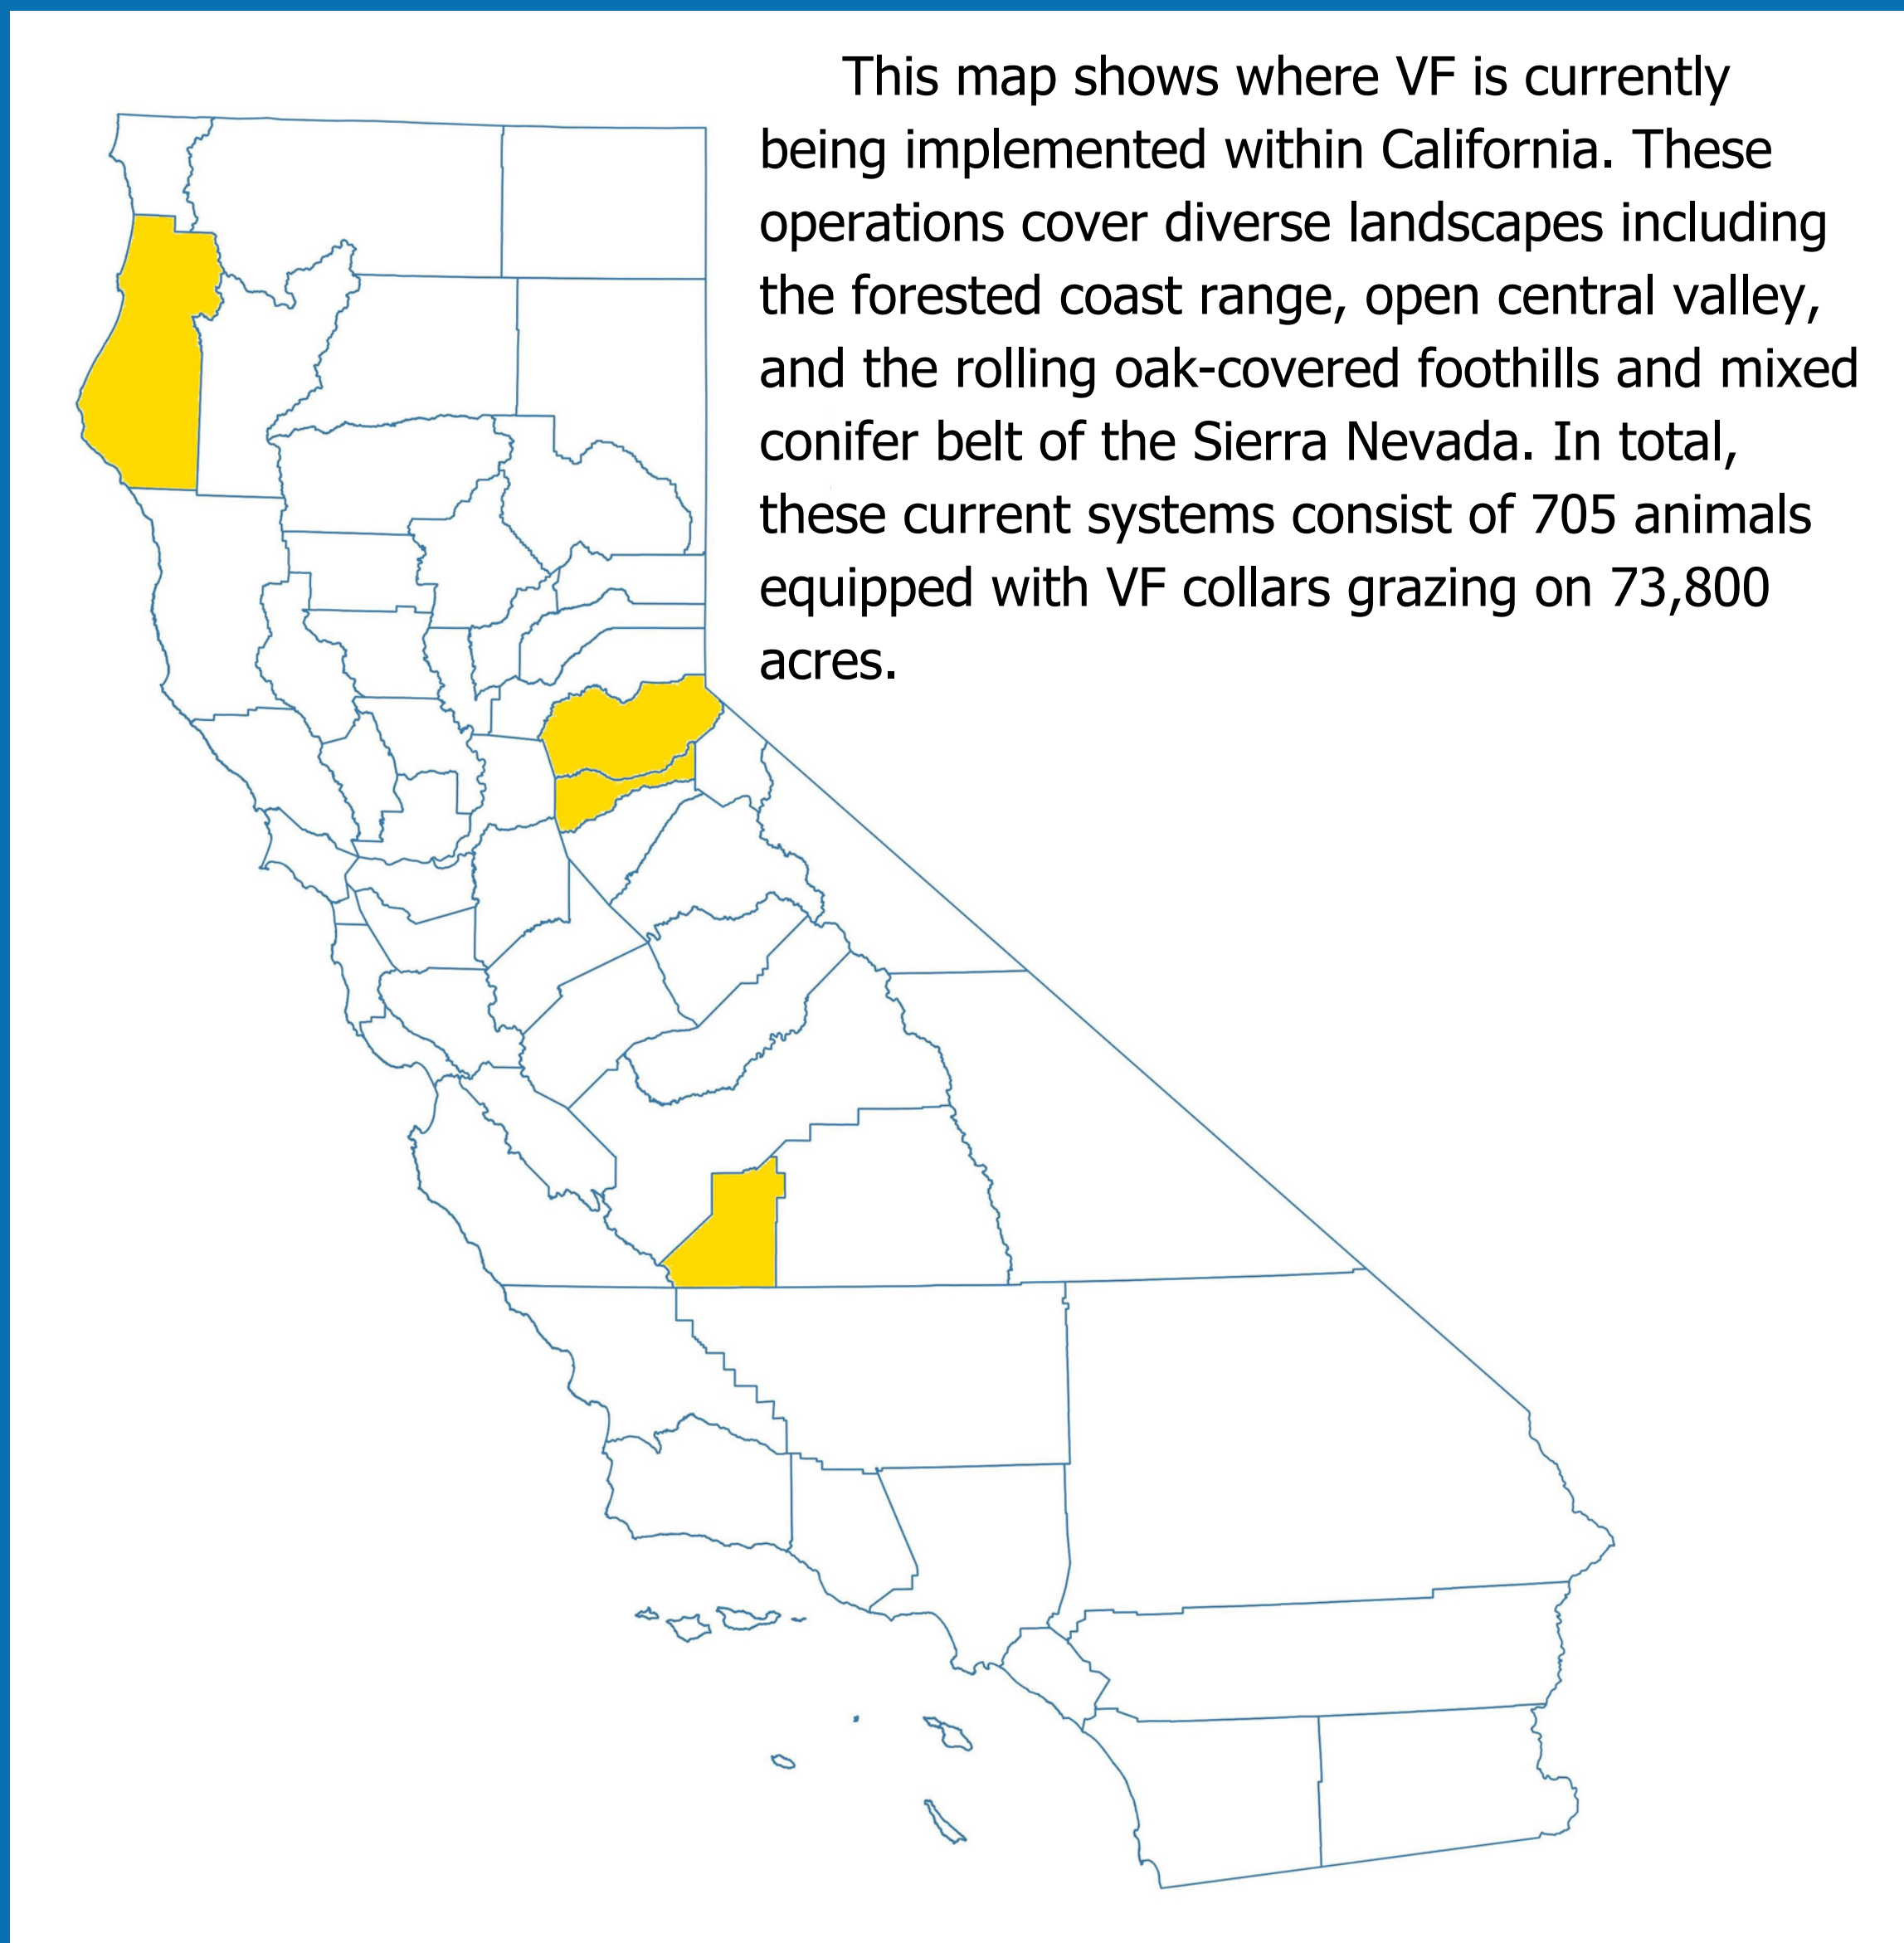 This map shows where VF is currently
being implemented within California. These
operations cover diverse landscapes including
the forested coast range, open central valley,
and the rolling oak-covered foothills and mixed
conifer belt of the Sierra Nevada. In total,
these current systems consist of 705 animals
equipped with VF collars grazing on 73,800
acres.